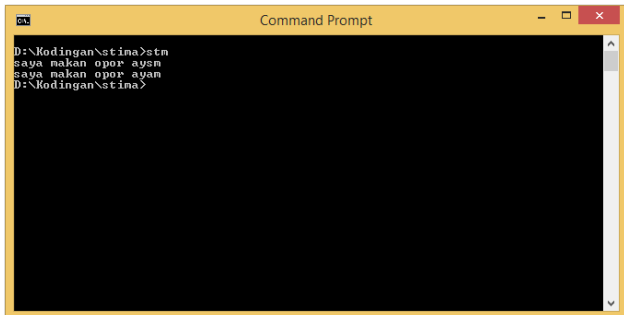 Command Prompt
D:\Kodingan\stima>stm
saya makan opor aysm
saya makan opor ayam
D:\Kodingan\stima>